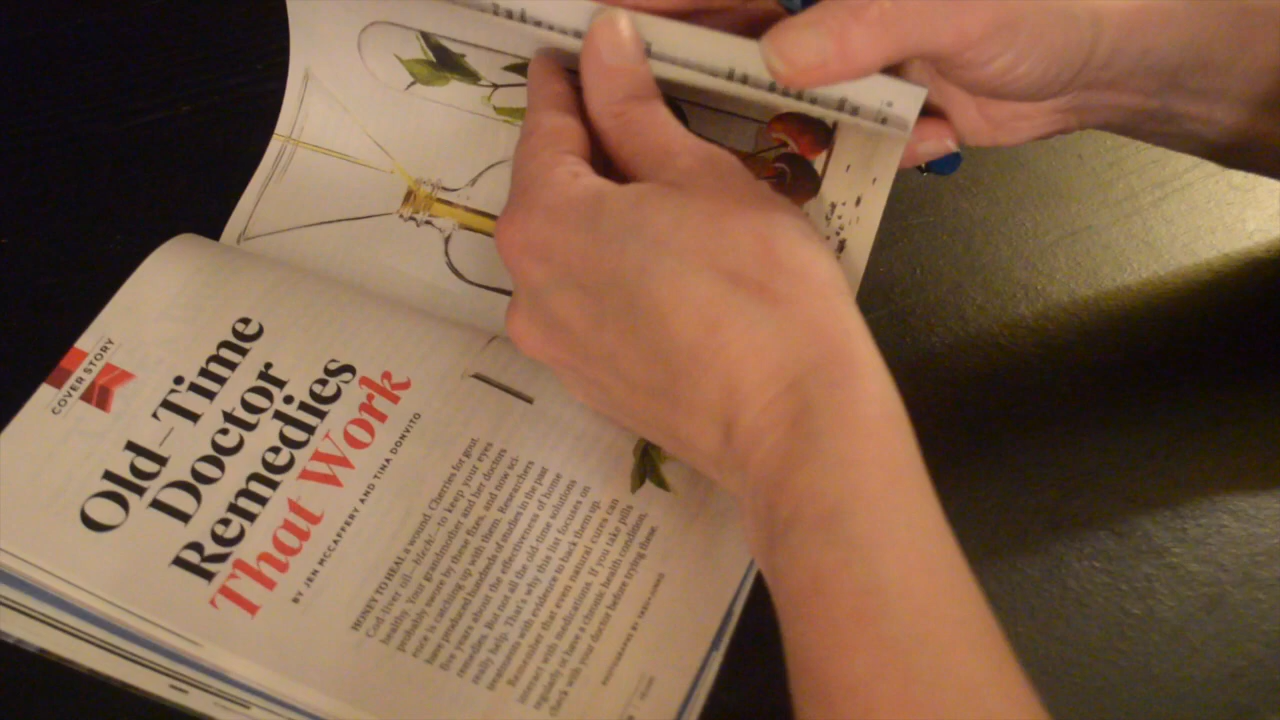 COVER STORY
Old-Time
Doctor
Remedies
That Work
BY JEN MCCAFFERY AND TINA DONVITO
HONEY TO HEAL a wound. Cherries for gout.
Cod-liver oil—blech!—to keep your eyes
healthy. Your grandmother and her doctors
probably swore by these fixes, and now sci-
ence is catching up with them. Researchers
have produced hundreds of studies in the past
five years about the effectiveness of home
remedies. But not all the old-time solutions
really help. That's why this list focuses on
treatments with evidence to back them up.
Remember that even natural cures can
interact with medications. If you take pills
regularly or have a chronic health condition,
check with your doctor before trying these.
PHOTOGRAPHS BY